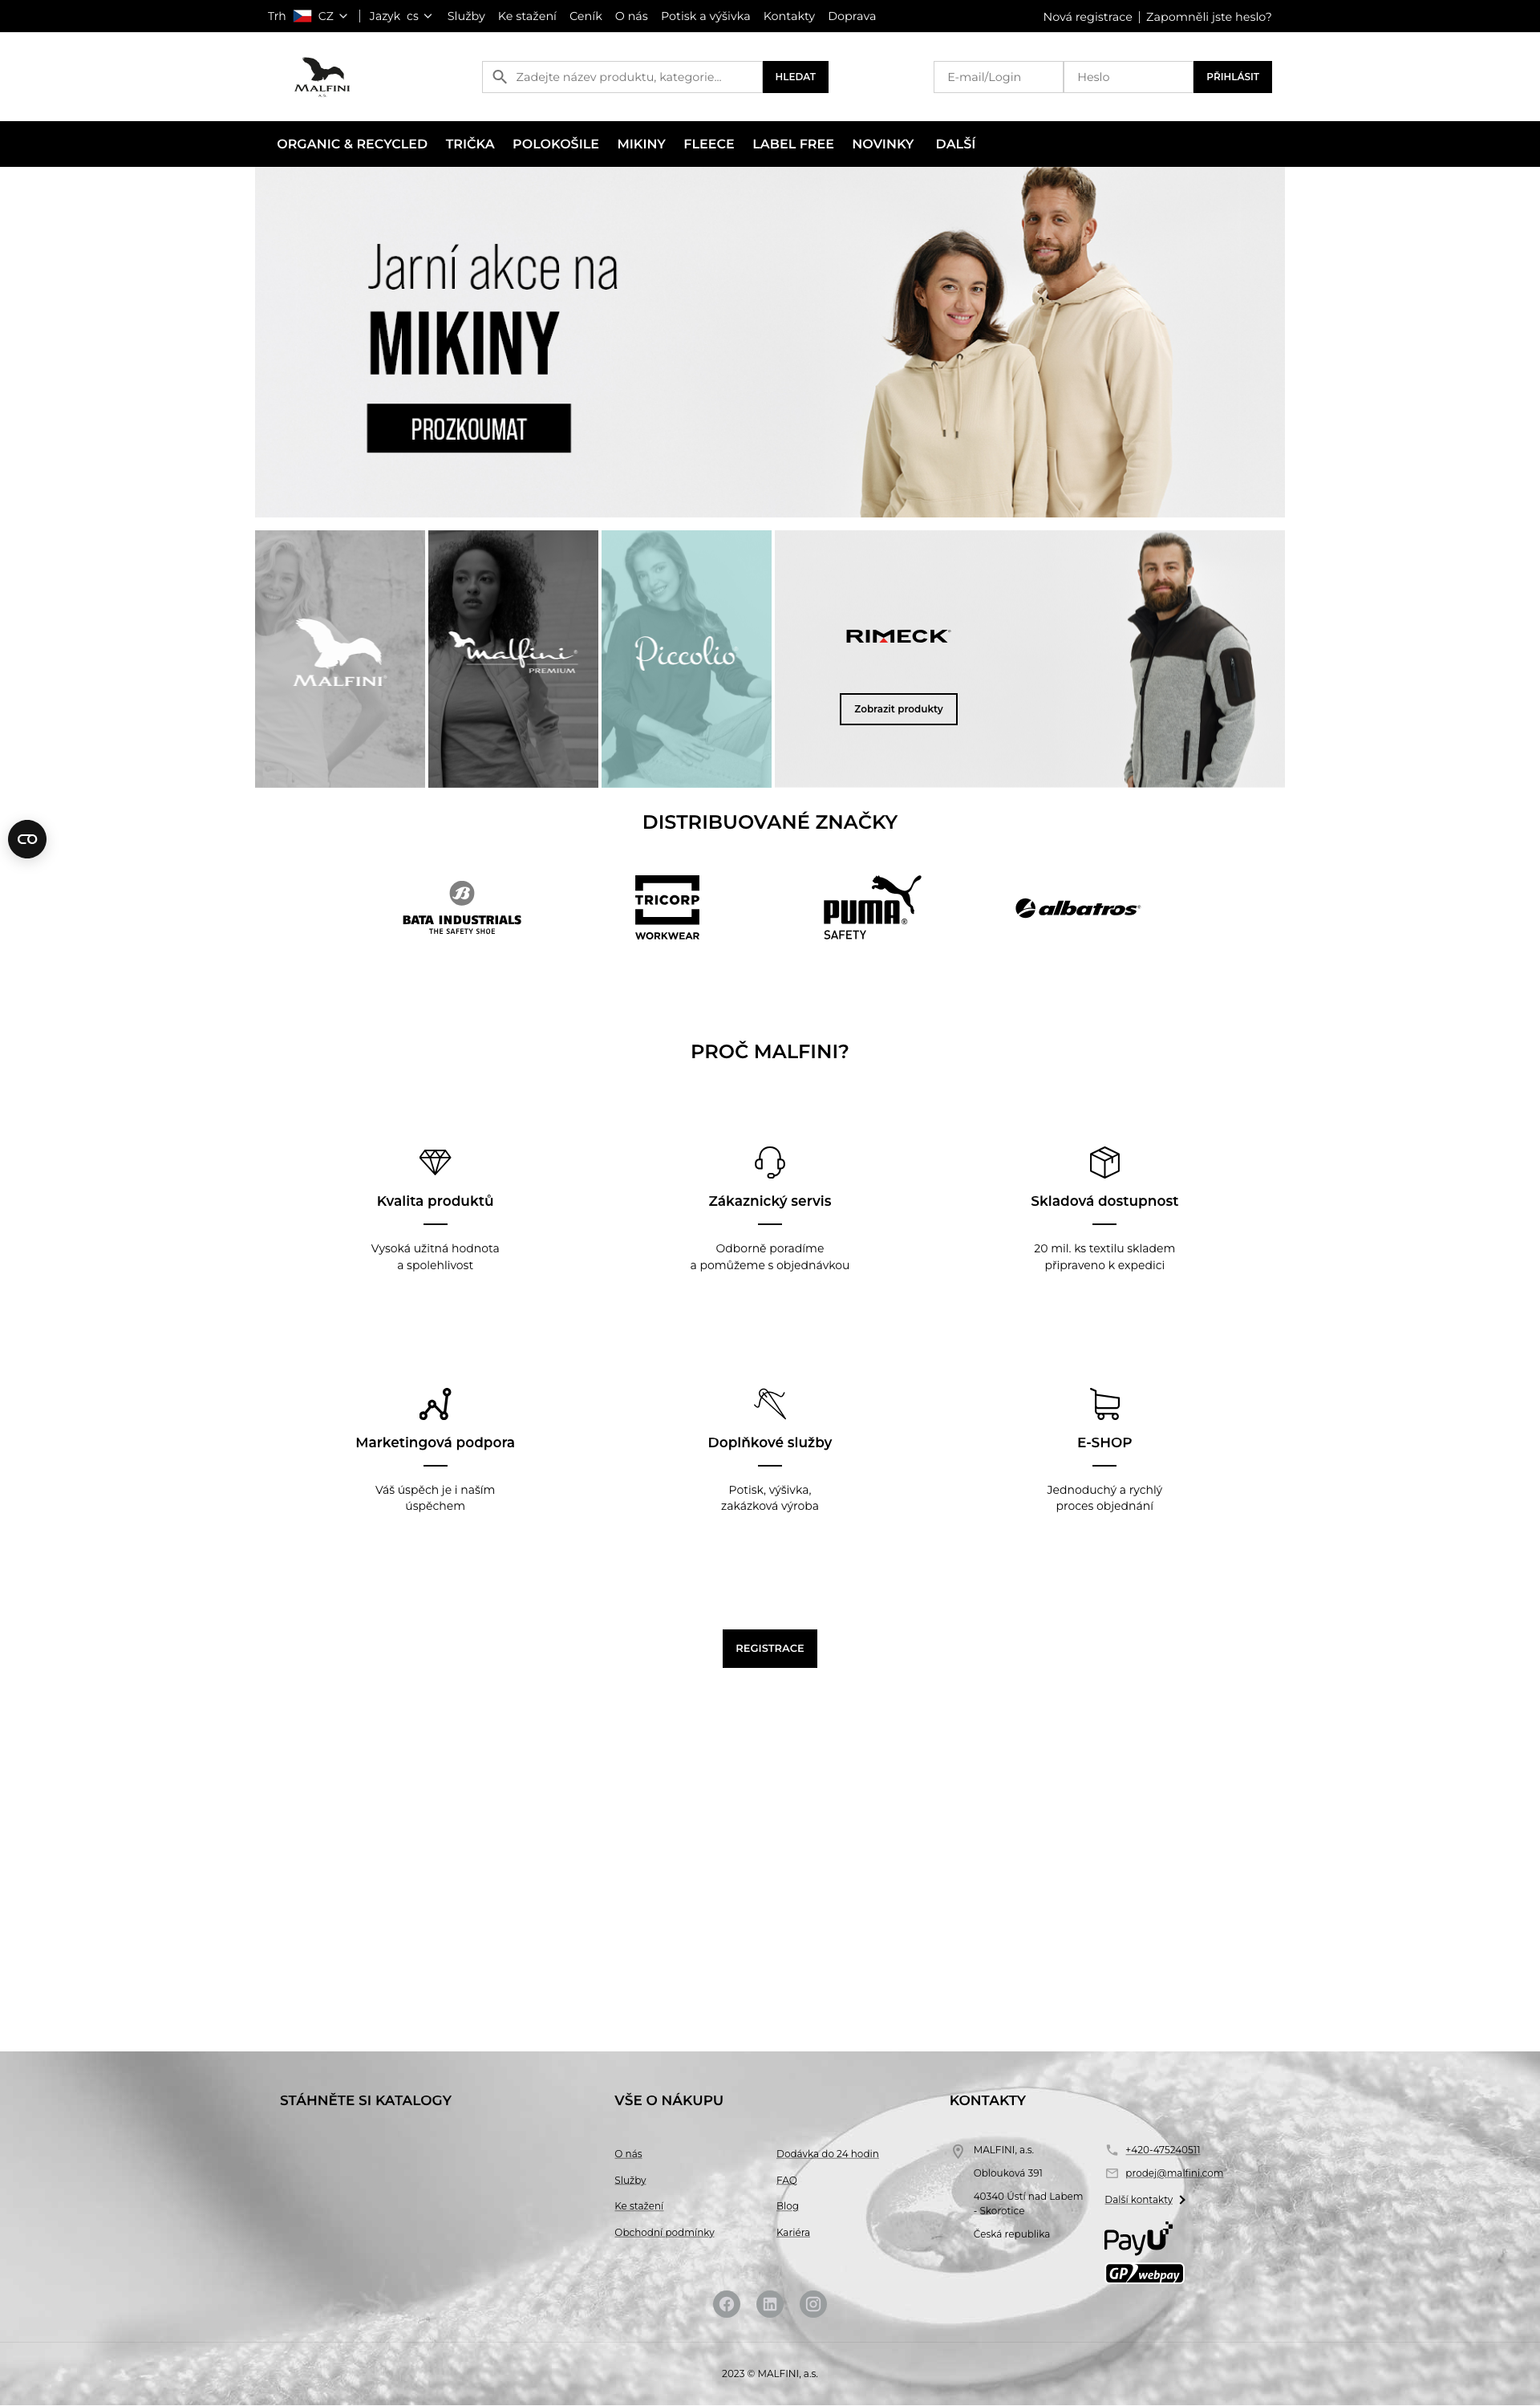 Trh CZ Jazyk cs Služby Ke stažení Ceník O nás Potisk a výšivka Kontakty Doprava Nová registrace Zapomněli jste heslo?
MALFINI
a.s.
Zadejte název produktu, kategorie... HLEDAT E-mail/Login Heslo PŘIHLÁSIT
ORGANIC & RECYCLED TRIČKA POLOKOŠILE MIKINY FLEECE LABEL FREE NOVINKY DALŠÍ
Jarní akce na
MIKINY
PROZKOUMAT
MALFINI®
malfini®
PREMIUM
Piccolio
RIMECK
Zobrazit produkty
DISTRIBUOVANÉ ZNAČKY
B
BATA INDUSTRIALS
THE SAFETY SHOE
TRICORP
WORKWEAR
PUMA®
SAFETY
albatros®
PROČ MALFINI?
Kvalita produktů
Vysoká užitná hodnota
a spolehlivost
Zákaznický servis
Odborně poradíme
a pomůžeme s objednávkou
Skladová dostupnost
20 mil. ks textilu skladem
připraveno k expedici
Marketingová podpora
Váš úspěch je i naším
úspěchem
Doplňkové služby
Potisk, výšivka,
zakázková výroba
E-SHOP
Jednoduchý a rychlý
proces objednání
REGISTRACE
STÁHNĚTE SI KATALOGY
VŠE O NÁKUPU
O nás
Služby
Ke stažení
Obchodní podmínky
Dodávka do 24 hodin
FAQ
Blog
Kariéra
KONTAKTY
MALFINI, a.s.
Oblouková 391
40340 Ústí nad Labem
- Skorotice
Česká republika
+420-475240511
prodej@malfini.com
Další kontakty
PayU
GP webpay
2023 © MALFINI, a.s.